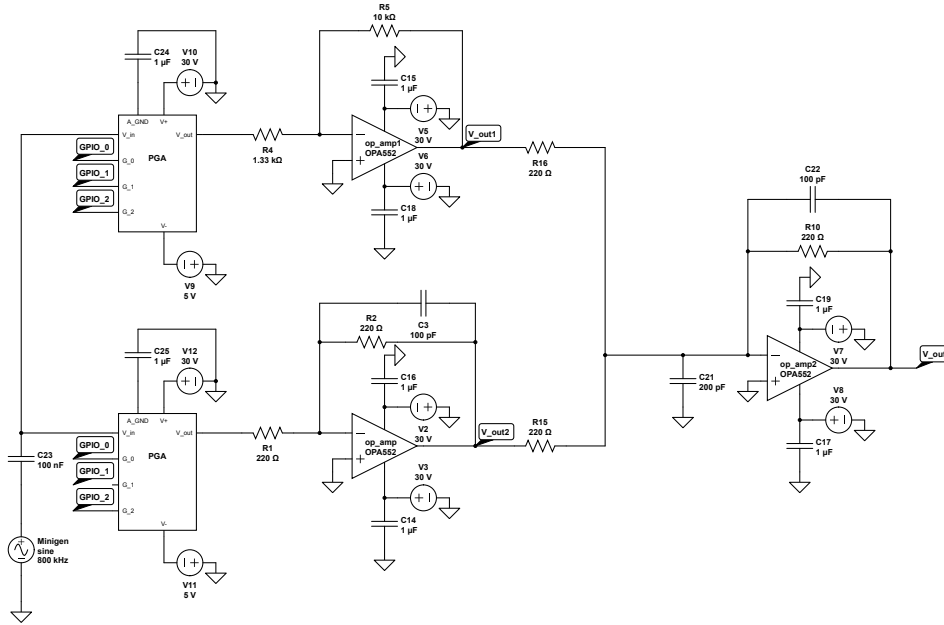 R5
10 kΩ
C24
1 µF
V10
30 V
C15
1 µF
A_GND
V+
V_in
V_out
G_0
G_1
G_2
PGA
V-
GPIO_0
GPIO_1
GPIO_2
R4
1.33 kΩ
op_amp1
OPA552
V5
30 V
V6
30 V
V_out1
R16
220 Ω
C18
1 µF
V9
5 V
C22
100 pF
R10
220 Ω
C19
1 µF
R2
220 Ω
C3
100 pF
C25
1 µF
V12
30 V
C16
1 µF
A_GND
V+
V_in
V_out
G_0
G_1
G_2
PGA
V-
GPIO_0
GPIO_1
GPIO_2
R1
220 Ω
op_amp
OPA552
V2
30 V
V3
30 V
V_out2
R15
220 Ω
C21
200 pF
op_amp2
OPA552
V7
30 V
V8
30 V
V_out
C17
1 µF
C23
100 nF
C14
1 µF
Minigen
sine
800 kHz
V11
5 V